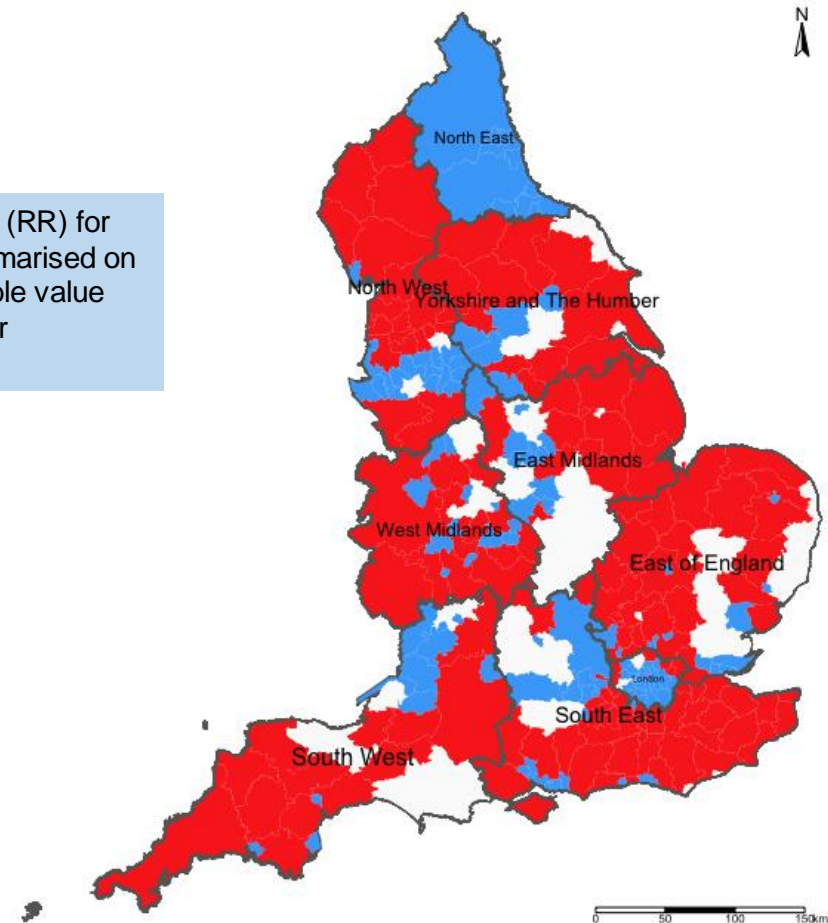 N
North East
(RR) for
marised on
ole value
r
North West
Yorkshire and The Humber
East Midlands
West Midlands
East of England
London
South East
South West
0 50 100 150km